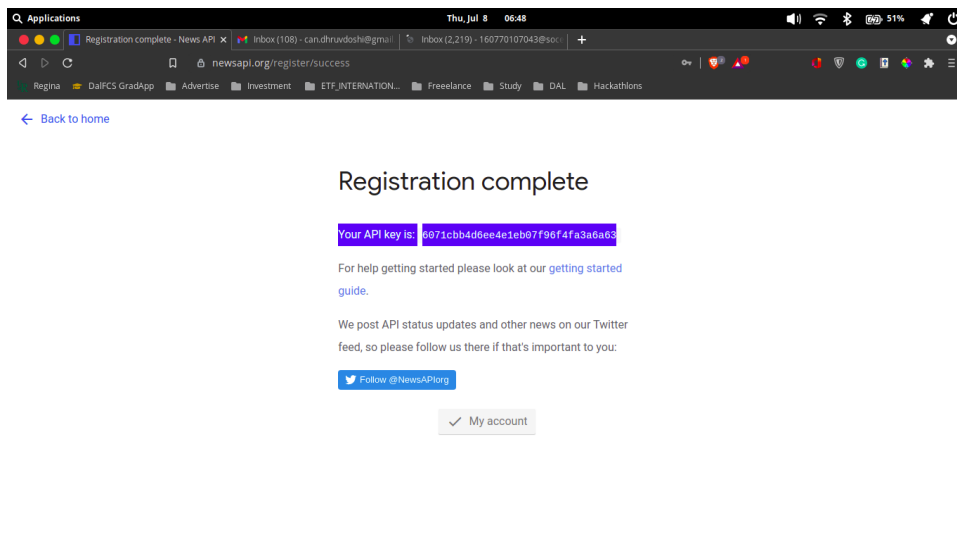 Applications
Thu, Jul 8 06:48
51%
Registration complete - News API
Inbox (108) - can.dhruvdoshi@gmail
Inbox (2,219) - 160770107043@soc
newsapi.org/register/success
Regina
DalFCS GradApp
Advertise
Investment
ETF_INTERNATION...
Freeelance
Study
DAL
Hackathlons
Back to home
Registration complete
Your API key is: 6071cbb4d6ee4e1eb07f96f4fa3a6a63
For help getting started please look at our getting started
guide.
We post API status updates and other news on our Twitter
feed, so please follow us there if that's important to you:
Follow @NewsAPIorg
My account